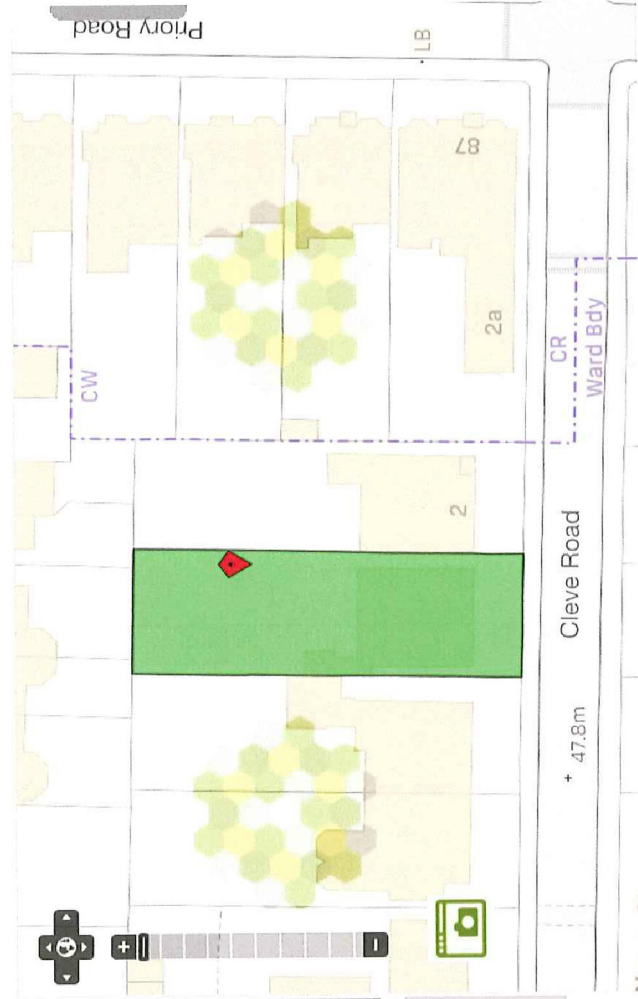 Priory Road
LB
87
2a
CR
Ward Bdy
CW
2
Cleve Road
+ 47.8m
+
-